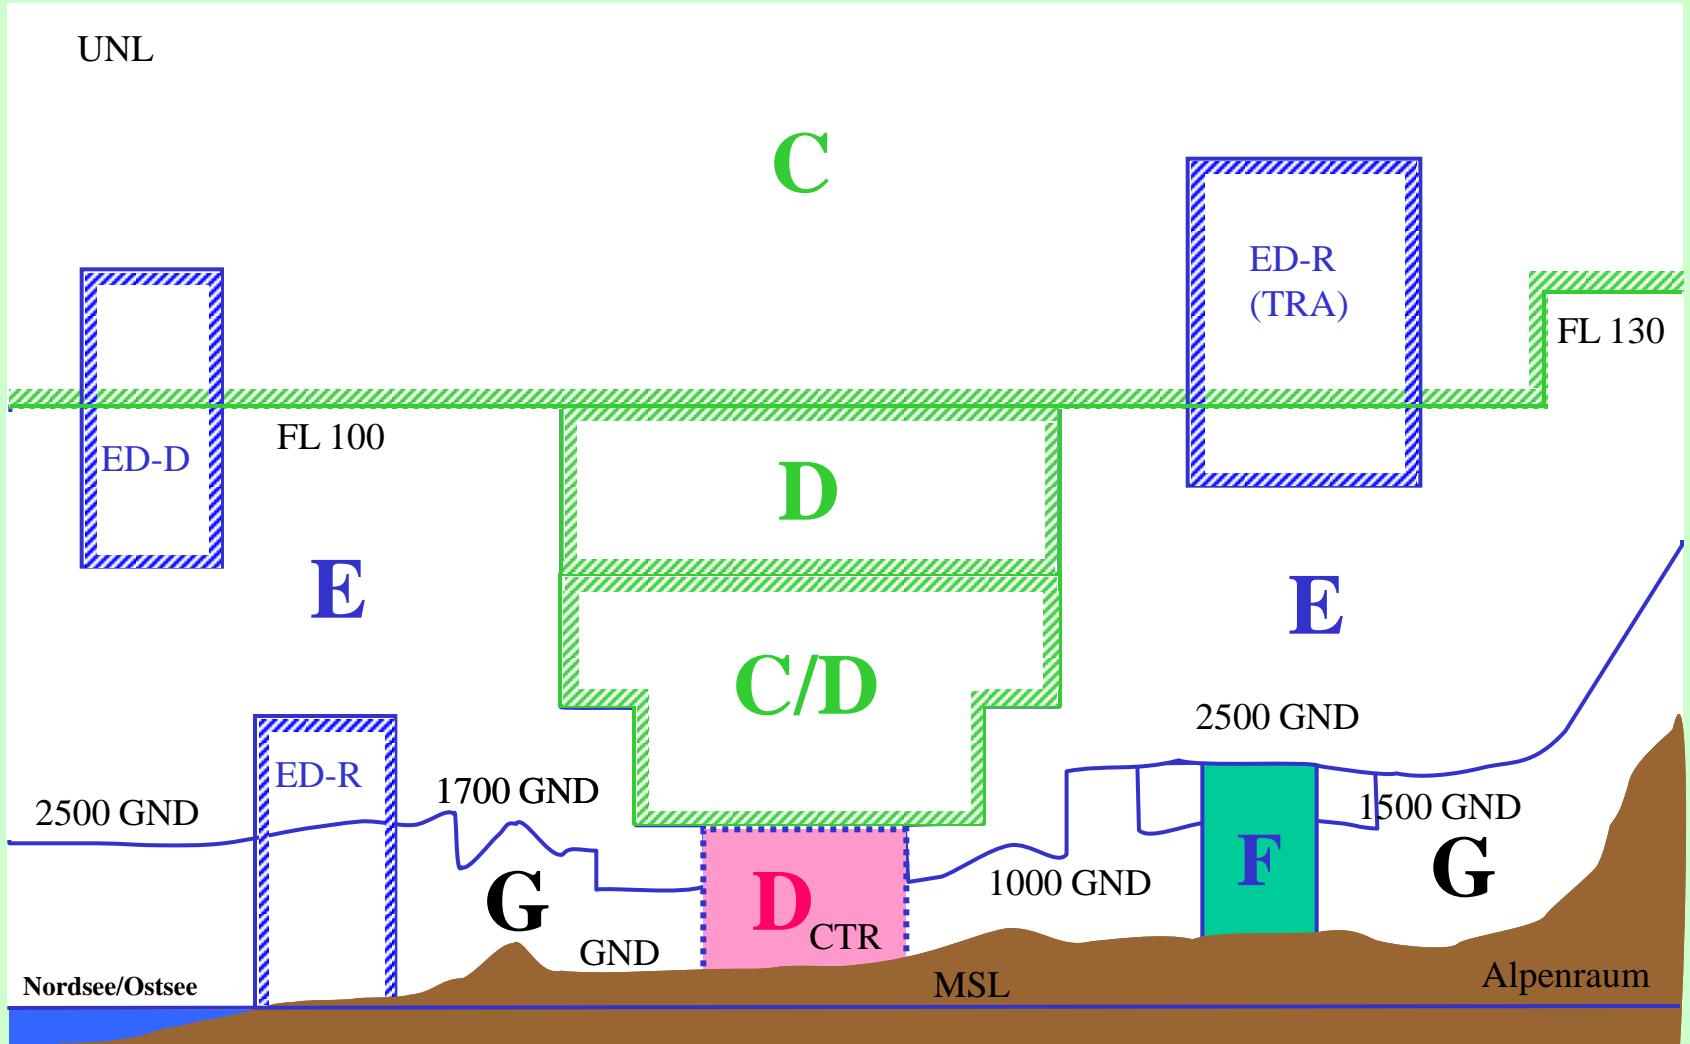 UNL
C
ED-R
(TRA)
FL 130
FL 100
ED-D
D
E
E
C/D
2500 GND
ED-R
1700 GND
2500 GND
1500 GND
F
G
1000 GND
G
D
CTR
GND
Nordsee/Ostsee
MSL
Alpenraum